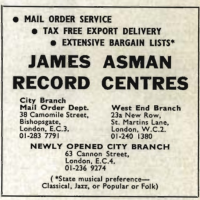 • MAIL ORDER SERVICE
• TAX FREE EXPORT DELIVERY
• EXTENSIVE BARGAIN LISTS*
JAMES ASMAN
RECORD CENTRES
City Branch
Mail Order Dept.
38 Camomile Street,
Bishopsgate,
London, E.C.3.
01-283 7791
West End Branch
23a New Row,
St. Martins Lane,
London, W.C.2.
01-240 1380
NEWLY OPENED CITY BRANCH
63 Cannon Street,
London, E.C.4.
01-236 9274
(*State musical preference—
Classical, Jazz, or Popular or Folk)